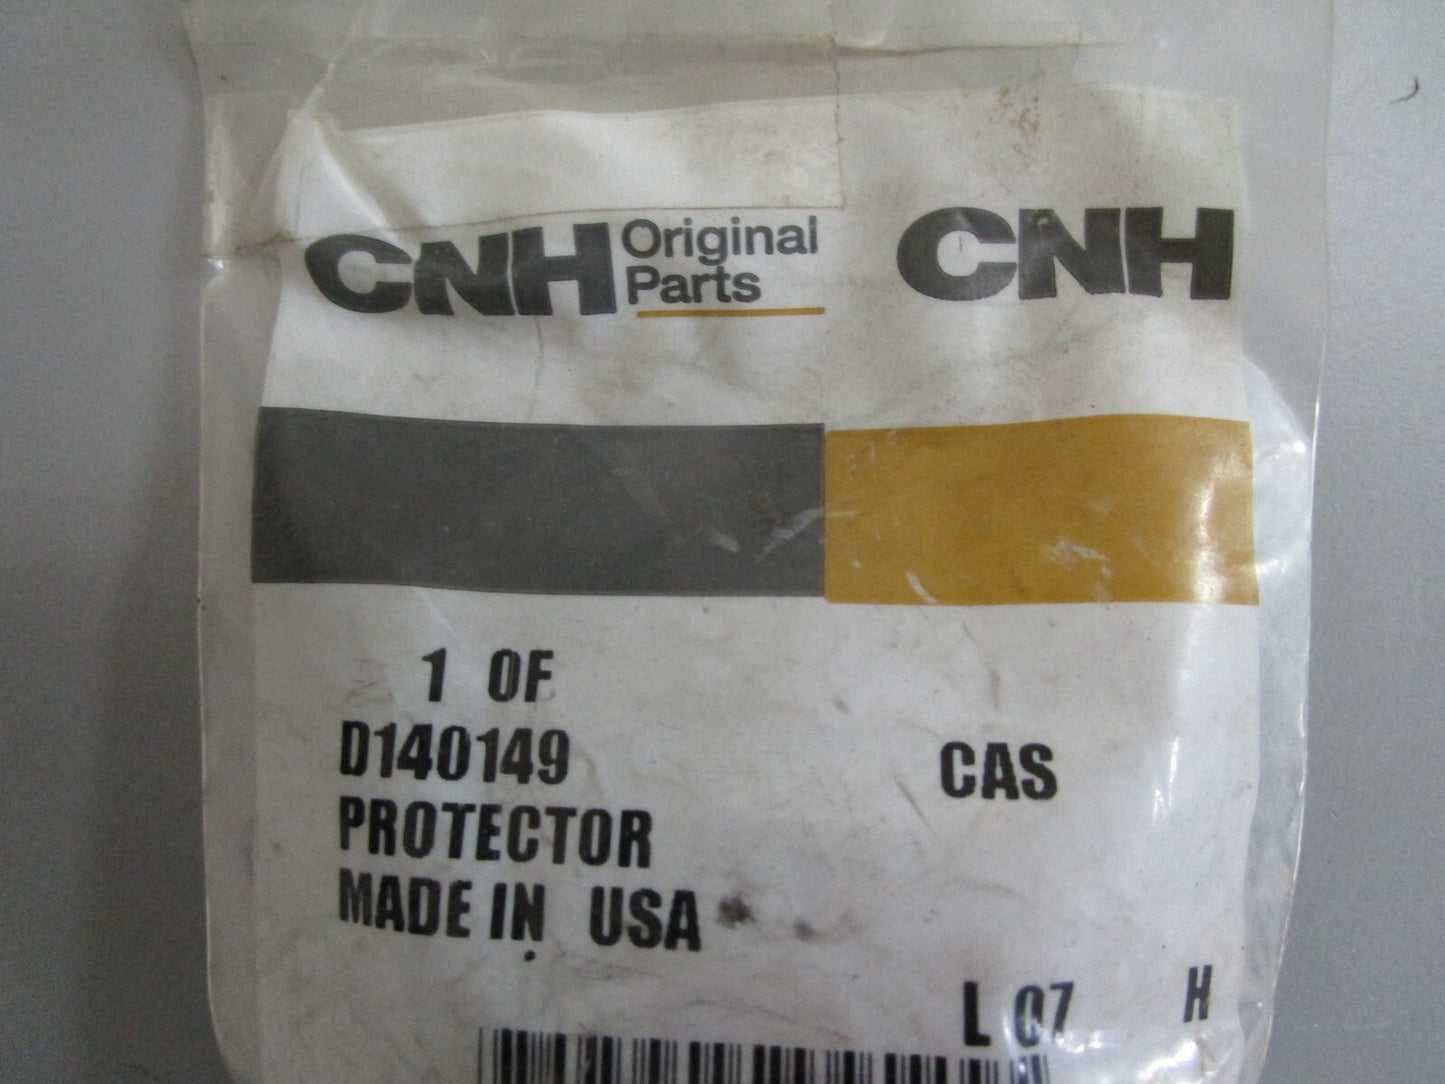 CNH Original Parts CNH
1 OF
D140149 CAS
PROTECTOR
MADE IN USA
L 07 H